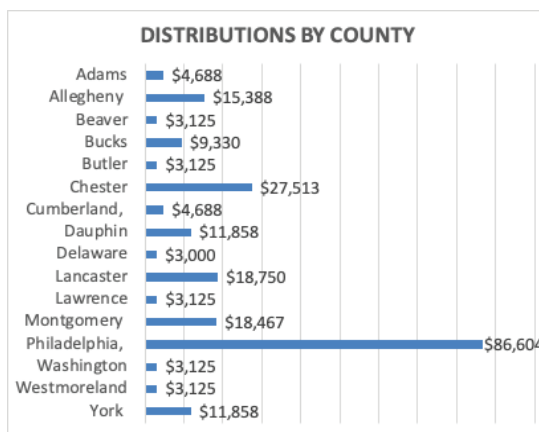 DISTRIBUTIONS BY COUNTY
Adams $4,688
Allegheny $15,388
Beaver $3,125
Bucks $9,330
Butler $3,125
Chester $27,513
Cumberland, $4,688
Dauphin $11,858
Delaware $3,000
Lancaster $18,750
Lawrence $3,125
Montgomery $18,467
Philadelphia, $86,604
Washington $3,125
Westmoreland $3,125
York $11,858